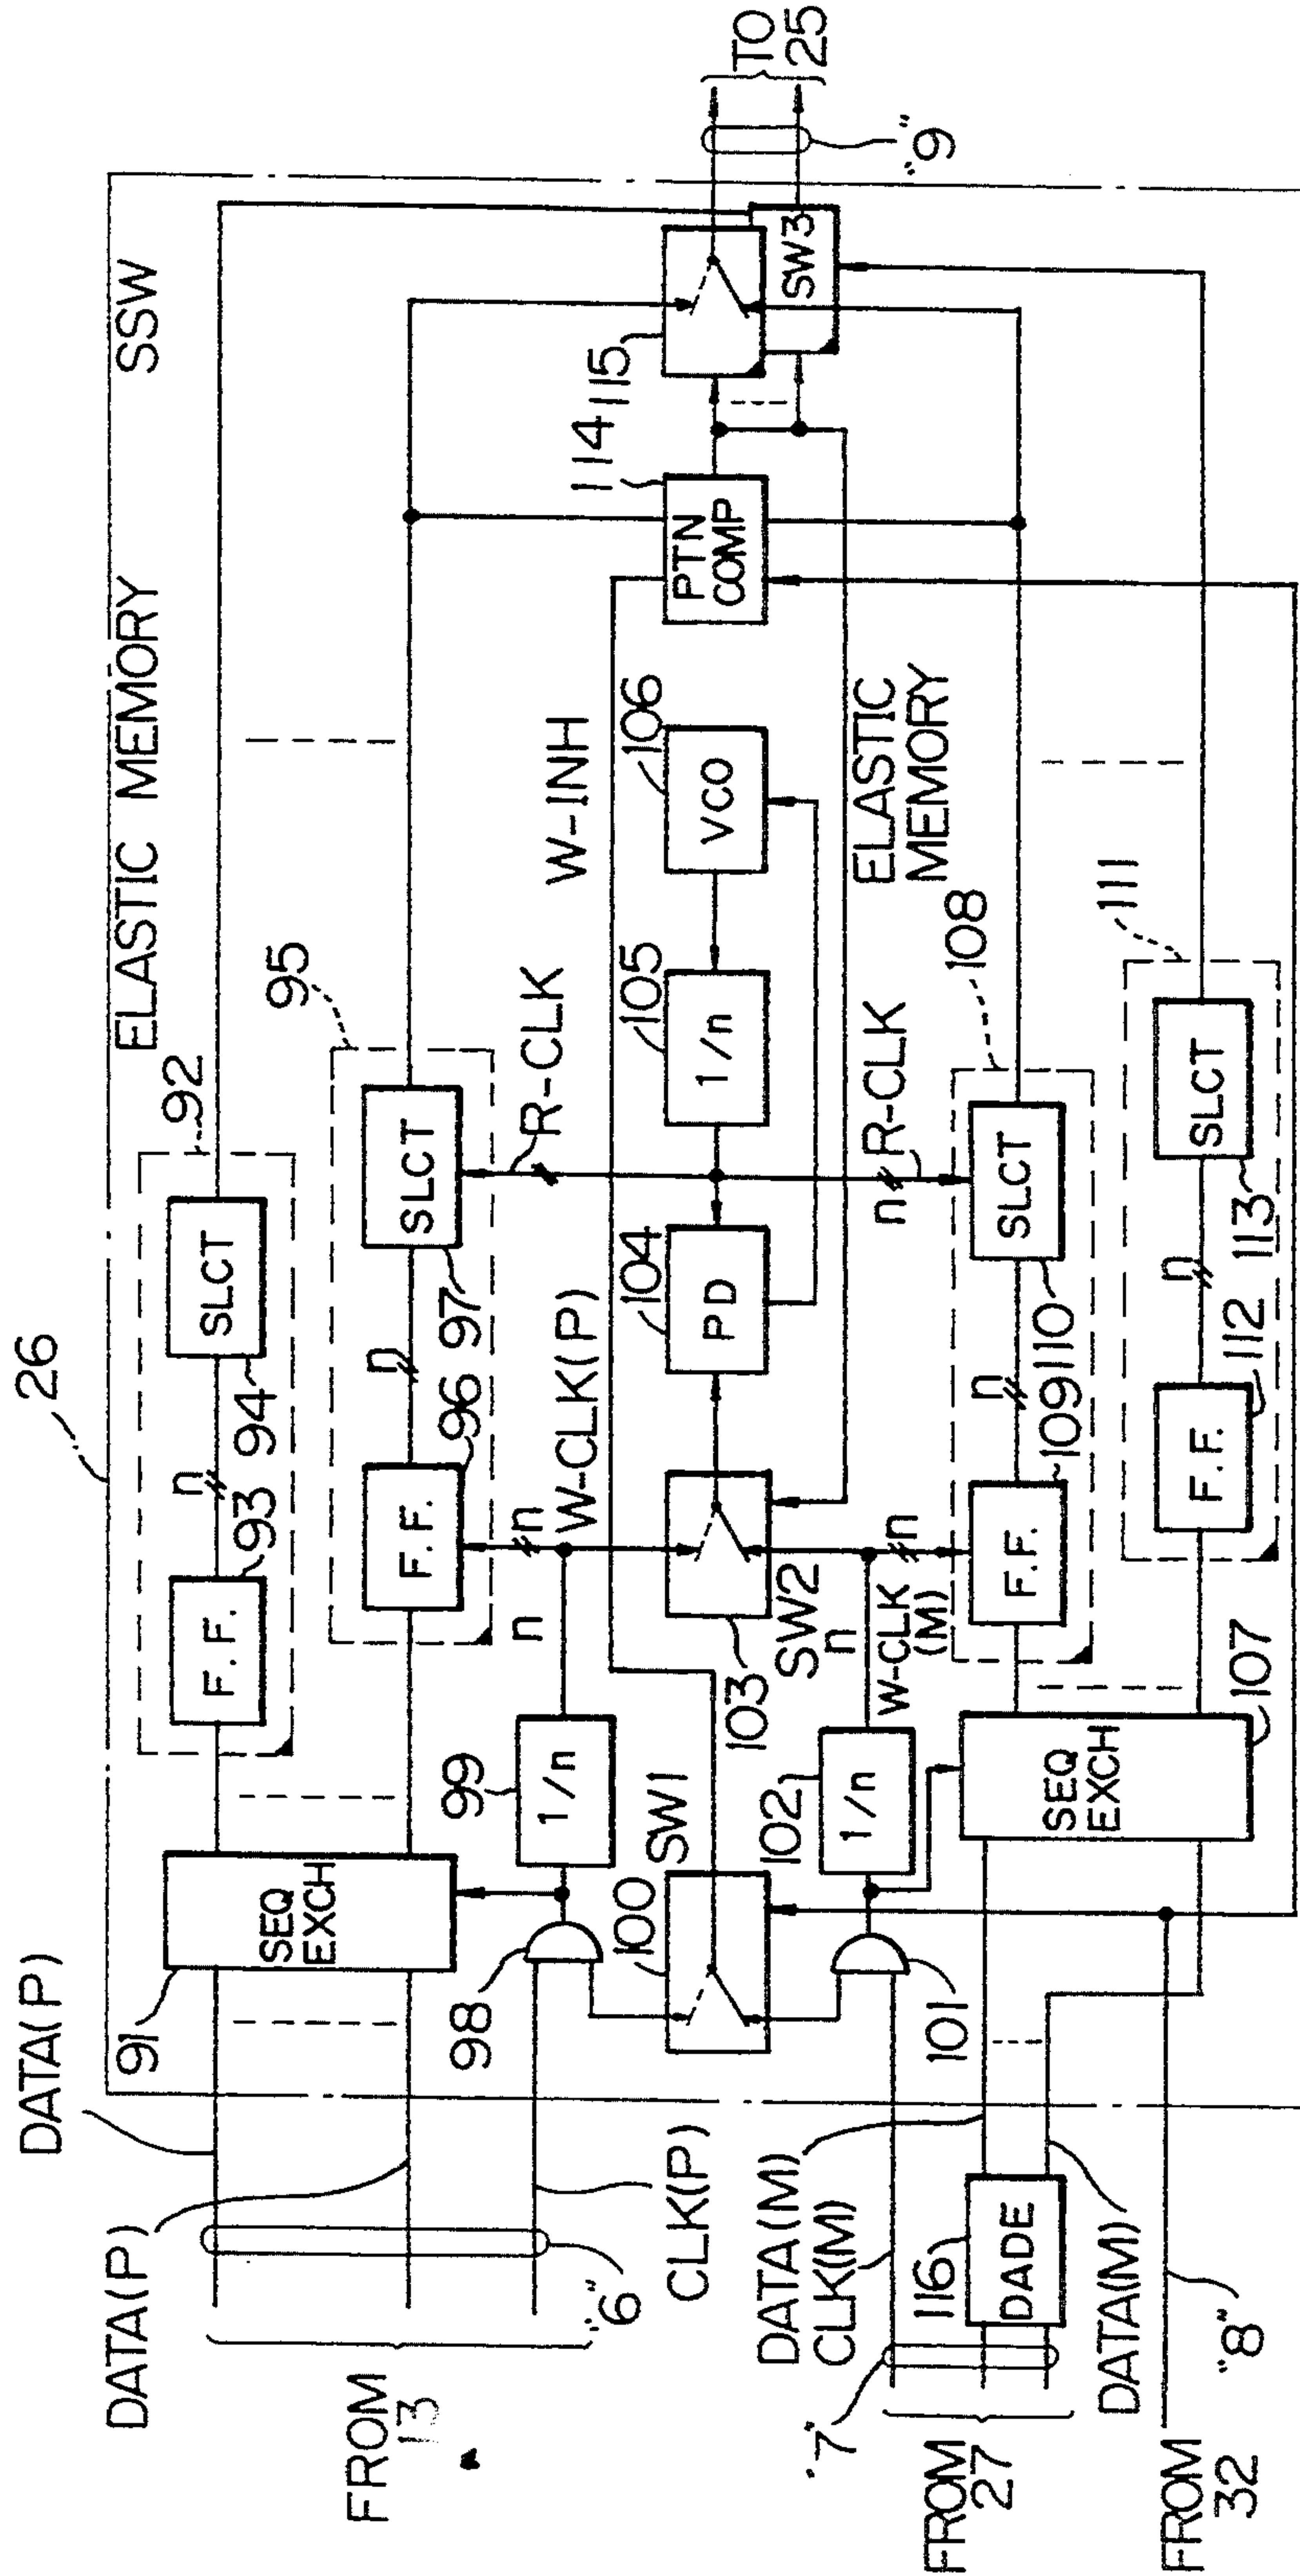 26
SSW
ELASTIC MEMORY
DATA(P)
91
SEQ
EXCH
F.F.
93
n
94
SLCT
92
DATA(P)
F.F.
96
n
97
SLCT
95
FROM
13
"6"
CLK(P)
98
99
1/n
n
n
W-CLK(P)
R-CLK
W-INH
114
115
SW1
100
SW2
103
PD
104
1/n
105
VCO
106
PTN
COMP
SW3
"9"
TO
25
DATA(M)
CLK(M)
101
102
1/n
n
W-CLK
(M)
n
n
R-CLK
ELASTIC
MEMORY
"7"
116
DADE
FROM
27
DATA(M)
SEQ
EXCH
107
F.F.
109
n
110
SLCT
108
F.F.
112
n
113
SLCT
111
"8"
FROM
32